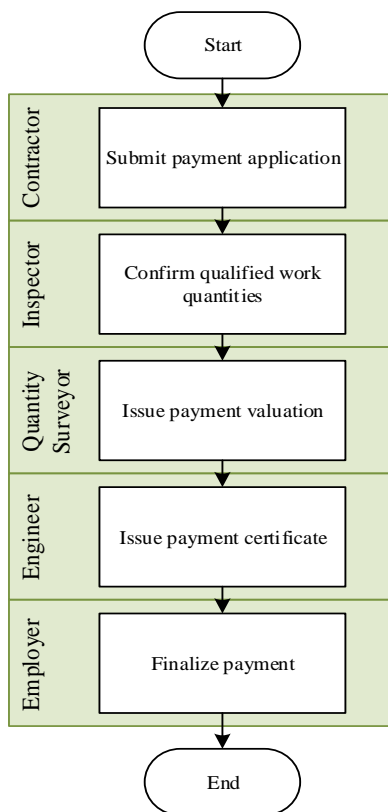 Start
Contractor
Submit payment application
Inspector
Confirm qualified work
quantities
Quantity
Surveyor
Issue payment valuation
Engineer
Issue payment certificate
Employer
Finalize payment
End